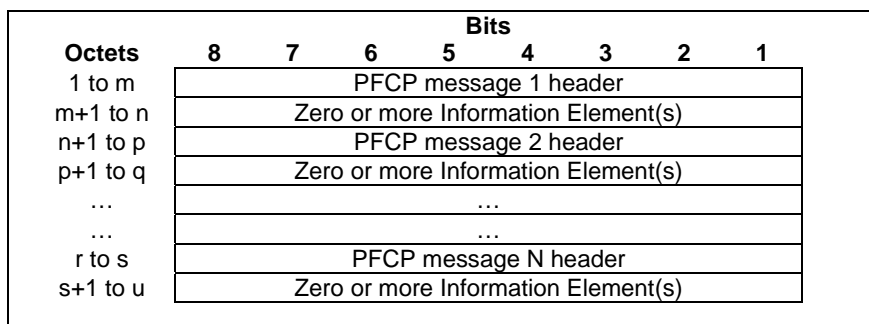 Bits
Octets 8 7 6 5 4 3 2 1
1 to m PFCP message 1 header
m+1 to n Zero or more Information Element(s)
n+1 to p PFCP message 2 header
p+1 to q Zero or more Information Element(s)
… …
… …
r to s PFCP message N header
s+1 to u Zero or more Information Element(s)